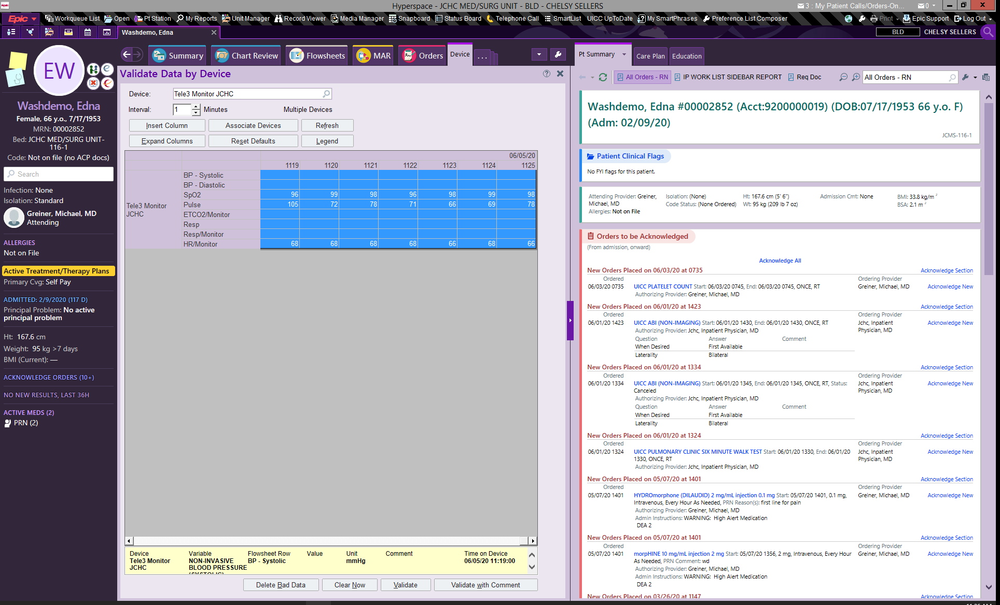 Epic
Hyperspace - JCHC MED/SURG UNIT - BLD - CHELSY SELLERS
3 : My Patient Calls/Orders-On...
0
Epic
Workqueue List
Open
Pt Station
My Reports
Unit Manager
Record Viewer
Media Manager
Snapboard
Status Board
Telephone Call
SmartList
UICC UpToDate
My SmartPhrases
Preference List Composer
Print
Epic Support
Log Out
Washdemo, Edna
BLD
CHELSY SELLERS
EW
Washdemo, Edna
Female, 66 y.o., 7/17/1953
MRN: 00002852
Bed: JCHC MED/SURG UNIT-
116-1
Code: Not on file (no ACP docs)
Search
Infection: None
Isolation: Standard
Greiner, Michael, MD
Attending
ALLERGIES
Not on File
Active Treatment/Therapy Plans
Primary Cvg: Self Pay
ADMITTED: 2/9/2020 (117 D)
Principal Problem: No active
principal problem
Ht: 167.6 cm
Weight: 95 kg >7 days
BMI (Current): —
ACKNOWLEDGE ORDERS (10+)
NO NEW RESULTS, LAST 36H
ACTIVE MEDS (2)
PRN (2)
Summary
Chart Review
Flowsheets
MAR
Orders
Device
...
Validate Data by Device
Device: Tele3 Monitor JCHC
Interval: 1 Minutes Multiple Devices
Insert Column Associate Devices Refresh
Expand Columns Reset Defaults Legend
06/05/20
1119 1120 1121 1122 1123 1124 1125
Tele3 Monitor
JCHC
BP - Systolic
BP - Diastolic
SpO2 96 99 98 96 98 99 98
Pulse 105 72 78 71 66 69 78
ETCO2/Monitor
Resp
Resp/Monitor
HR/Monitor 68 68 68 68 66 68 66
Device Variable Flowsheet Row Value Unit Comment Time on Device
Tele3 Monitor NON-INVASIVE BP - Systolic mmHg 06/05/20 11:19:00
JCHC BLOOD PRESSURE
(SYSTOLIC)
Delete Bad Data Clear Now Validate Validate with Comment
Pt Summary
Care Plan
Education
All Orders - RN
IP WORK LIST SIDEBAR REPORT
Req Doc
All Orders - RN
Washdemo, Edna #00002852 (Acct:9200000019) (DOB:07/17/1953 66 y.o. F)
(Adm: 02/09/20)
JCMS-116-1
Patient Clinical Flags
No FYI flags for this patient.
Attending Provider: Greiner, Isolation: (None) Ht: 167.6 cm (5' 6") Admission Cmt: None BMI: 33.8 kg/m ²
Michael, MD Code Status: (None Ordered) Wt: 95 kg (209 lb 7 oz) BSA: 2.1 m ²
Allergies: Not on File
Orders to be Acknowledged
(From admission, onward)
Acknowledge All
New Orders Placed on 06/03/20 at 0735 Acknowledge Section
Ordered Ordering Provider
06/03/20 0735 UICC PLATELET COUNT Start: 06/03/20 0745, End: 06/03/20 0745, ONCE, RT Greiner, Michael, MD Acknowledge New
Authorizing Provider: Greiner, Michael, MD
New Orders Placed on 06/01/20 at 1423 Acknowledge Section
Ordered Ordering Provider
06/01/20 1423 UICC ABI (NON-IMAGING) Start: 06/01/20 1430, End: 06/01/20 1430, ONCE, RT Jchc, Inpatient Acknowledge New
Authorizing Provider: Jchc, Inpatient Physician, MD Physician, MD
Question Answer Comment
When Desired First Available
Laterality Bilateral
New Orders Placed on 06/01/20 at 1334 Acknowledge Section
Ordered Ordering Provider
06/01/20 1334 UICC ABI (NON-IMAGING) Start: 06/01/20 1345, End: 06/01/20 1345, ONCE, RT, Status: Jchc, Inpatient Acknowledge New
Canceled Physician, MD
Authorizing Provider: Jchc, Inpatient Physician, MD
Question Answer Comment
When Desired First Available
Laterality Bilateral
New Orders Placed on 06/01/20 at 1324 Acknowledge Section
Ordered Ordering Provider
06/01/20 1324 UICC PULMONARY CLINIC SIX MINUTE WALK TEST Start: 06/01/20 1330, End: 06/01/20 Jchc, Inpatient Acknowledge New
1330, ONCE, RT Physician, MD
Authorizing Provider: Jchc, Inpatient Physician, MD
New Orders Placed on 05/07/20 at 1401 Acknowledge Section
Ordered Ordering Provider
05/07/20 1401 HYDROmorphone (DILAUDID) 2 mg/mL injection 0.1 mg Start: 05/07/20 1401, 0.1 mg, Greiner, Michael, MD Acknowledge New
Intravenous, Every Hour As Needed, PRN Reason(s): first line for pain
Authorizing Provider: Greiner, Michael, MD
Admin Instructions: WARNING: High Alert Medication
DEA 2
New Orders Placed on 05/07/20 at 1401 Acknowledge Section
Ordered Ordering Provider
05/07/20 1401 morpHINE 10 mg/mL injection 2 mg Start: 05/07/20 1356, 2 mg, Intravenous, Every Hour Greiner, Michael, MD Acknowledge New
As Needed, PRN Comment: wd
Authorizing Provider: Greiner, Michael, MD
Admin Instructions: WARNING: High Alert Medication
DEA 2
New Orders Placed on 03/26/20 at 1147 Acknowledge Section